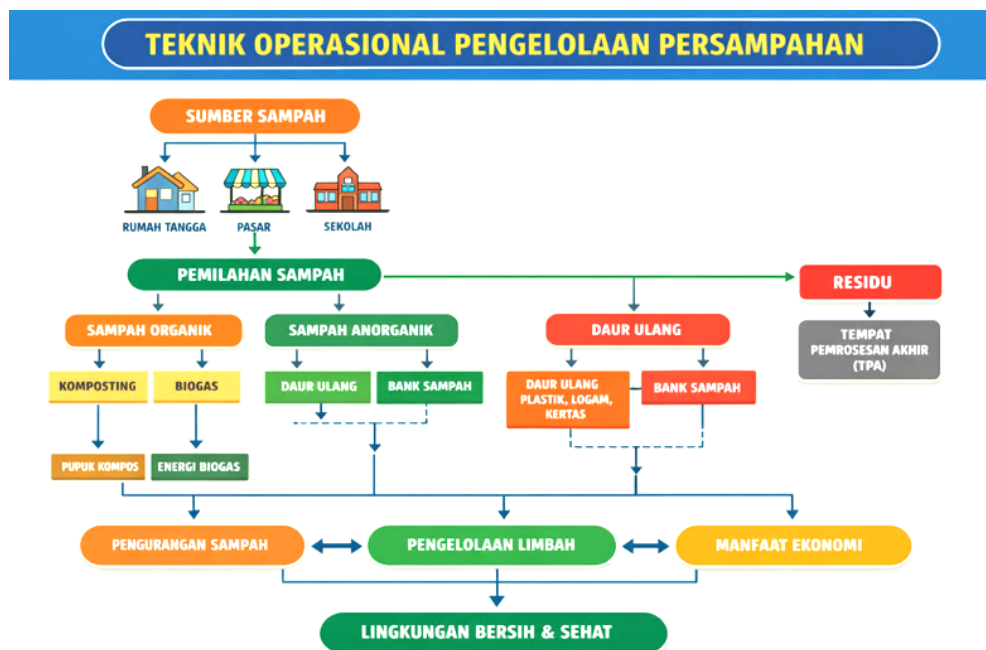 TEKNIK OPERASIONAL PENGELOLAAN PERSAMPAHAN
SUMBER SAMPAH
RUMAH TANGGA
PASAR
SEKOLAH
PEMILAHAN SAMPAH
RESIDU
SAMPAH ORGANIK
SAMPAH ANORGANIK
DAUR ULANG
TEMPAT
PEMROSESAN AKHIR
(TPA)
KOMPOSTING
BIOGAS
DAUR ULANG
BANK SAMPAH
DAUR ULANG
PLASTIK, LOGAM,
KERTAS
BANK SAMPAH
PUPUK KOMPOS
ENERGI BIOGAS
PENGURANGAN SAMPAH
PENGELOLAAN LIMBAH
MANFAAT EKONOMI
LINGKUNGAN BERSIH & SEHAT